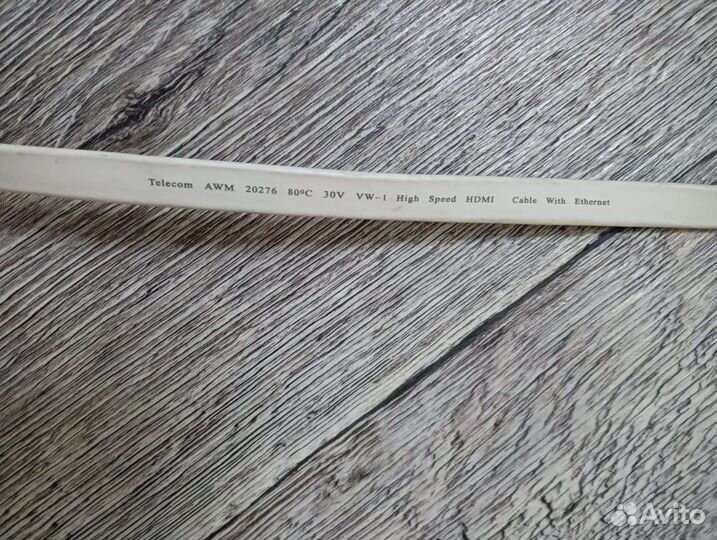 Telecom AWM 20276 80ºC 30V VW-1 High Speed HDMI Cable With Ethernet
Avito